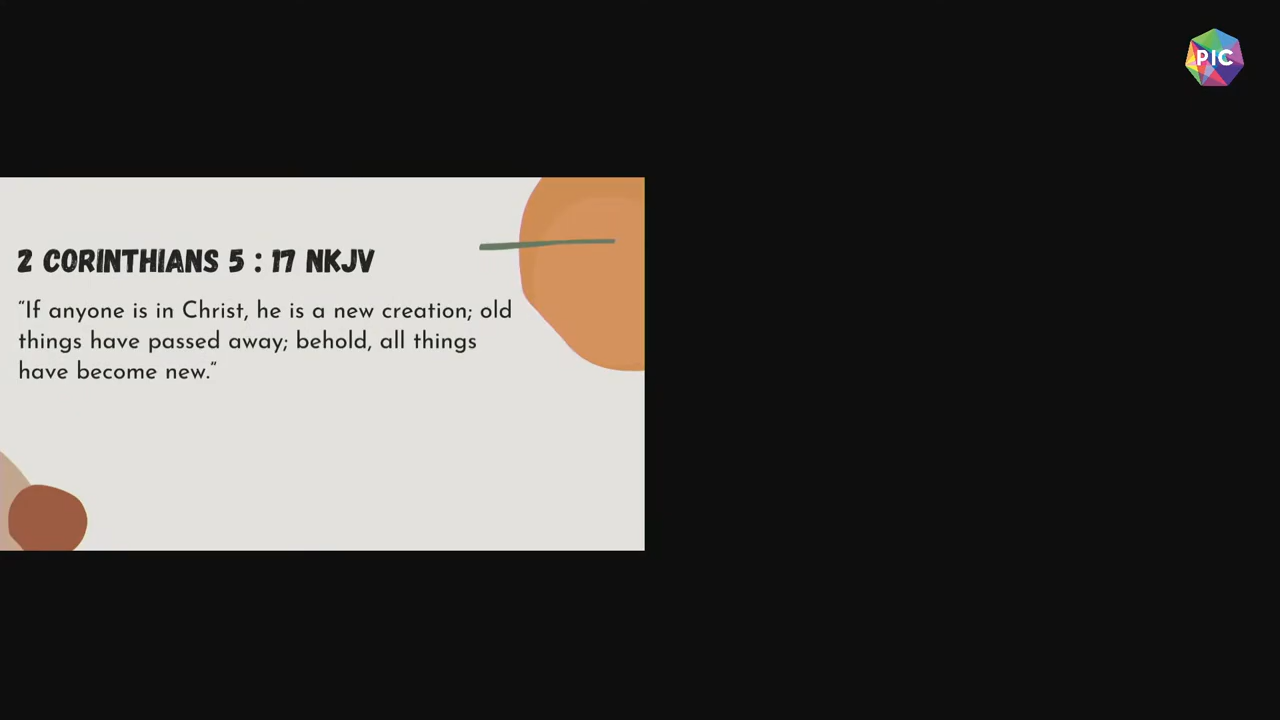 PIC
2 CORINTHIANS 5 : 17 NKJV
“If anyone is in Christ, he is a new creation; old
things have passed away; behold, all things
have become new.”